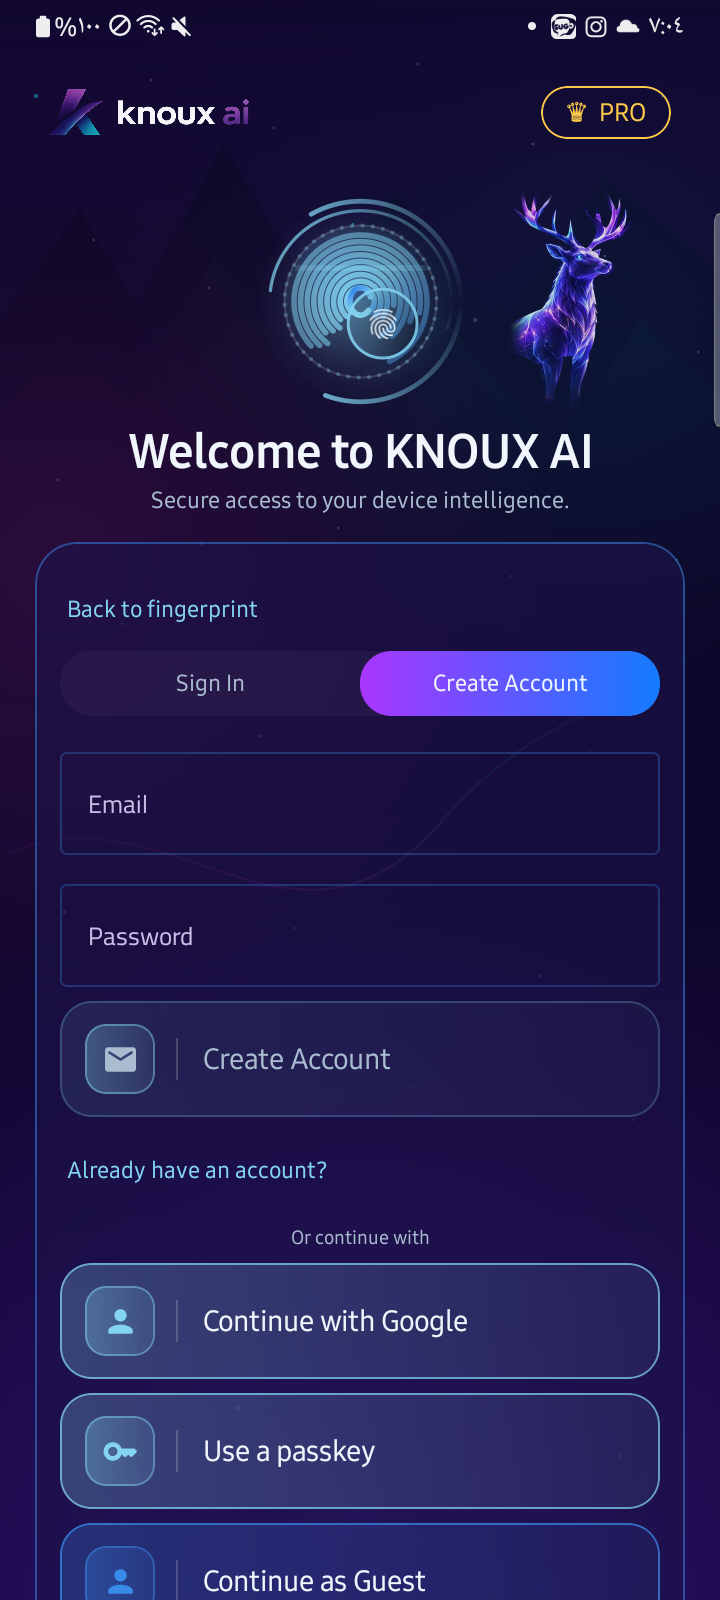 %١٠٠
٧:٠٤
knoux ai
PRO
Welcome to KNOUX AI
Secure access to your device intelligence.
Back to fingerprint
Sign In
Create Account
Email
Password
Create Account
Already have an account?
Or continue with
Continue with Google
Use a passkey
Continue as Guest